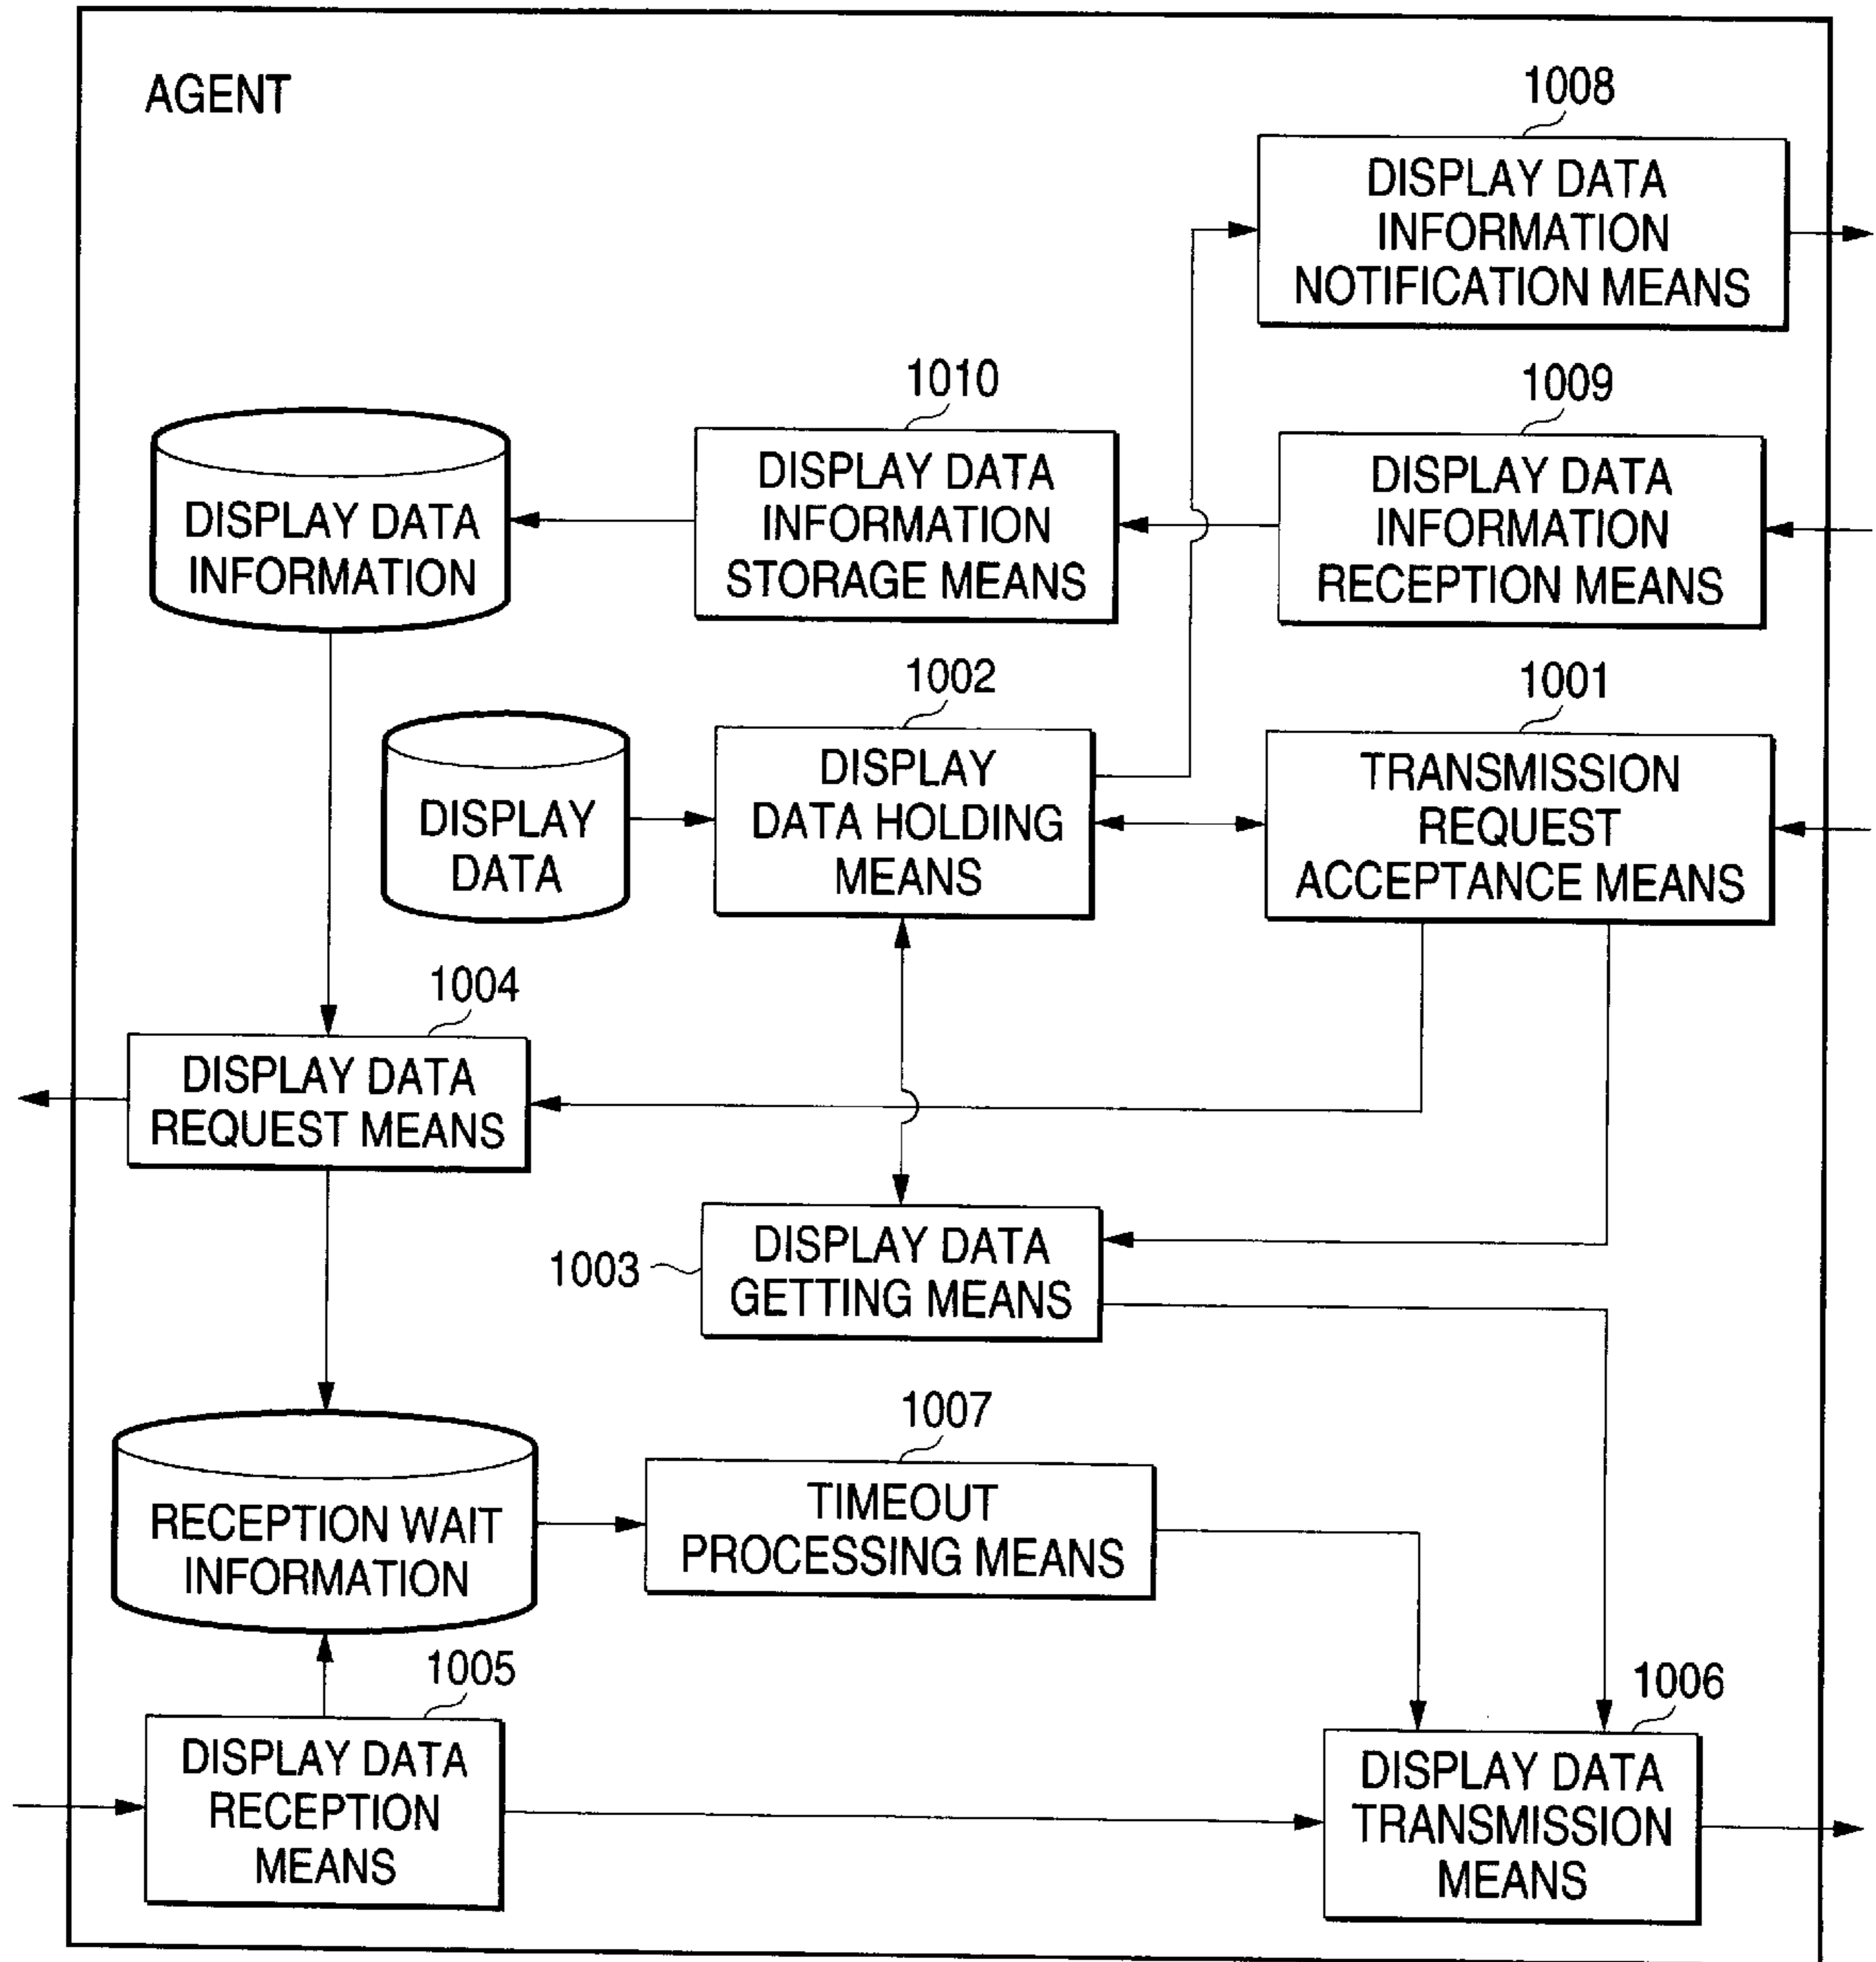 AGENT
1008
DISPLAY DATA
INFORMATION
NOTIFICATION MEANS
1010
DISPLAY DATA
INFORMATION
STORAGE MEANS
1009
DISPLAY DATA
INFORMATION
RECEPTION MEANS
DISPLAY DATA
INFORMATION
1002
DISPLAY
DATA HOLDING
MEANS
1001
TRANSMISSION
REQUEST
ACCEPTANCE MEANS
DISPLAY
DATA
1004
DISPLAY DATA
REQUEST MEANS
1003
DISPLAY DATA
GETTING MEANS
1007
TIMEOUT
PROCESSING MEANS
RECEPTION WAIT
INFORMATION
1005
DISPLAY DATA
RECEPTION
MEANS
1006
DISPLAY DATA
TRANSMISSION
MEANS